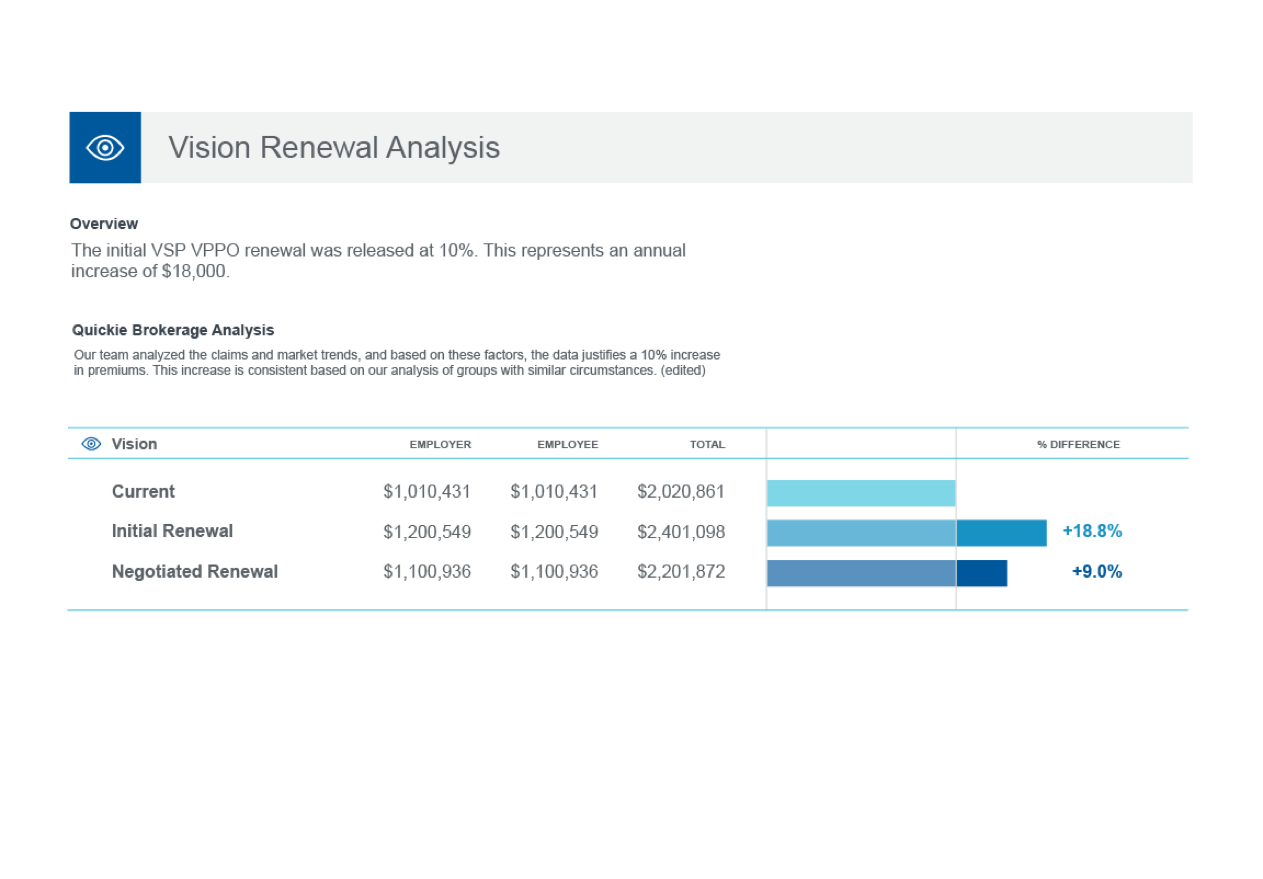 Vision Renewal Analysis
Overview
The initial VSP VPPO renewal was released at 10%. This represents an annual
increase of $18,000.
Quickie Brokerage Analysis
Our team analyzed the claims and market trends, and based on these factors, the data justifies a 10% increase
in premiums. This increase is consistent based on our analysis of groups with similar circumstances. (edited)
Vision EMPLOYER EMPLOYEE TOTAL % DIFFERENCE
Current $1,010,431 $1,010,431 $2,020,861
Initial Renewal $1,200,549 $1,200,549 $2,401,098 +18.8%
Negotiated Renewal $1,100,936 $1,100,936 $2,201,872 +9.0%